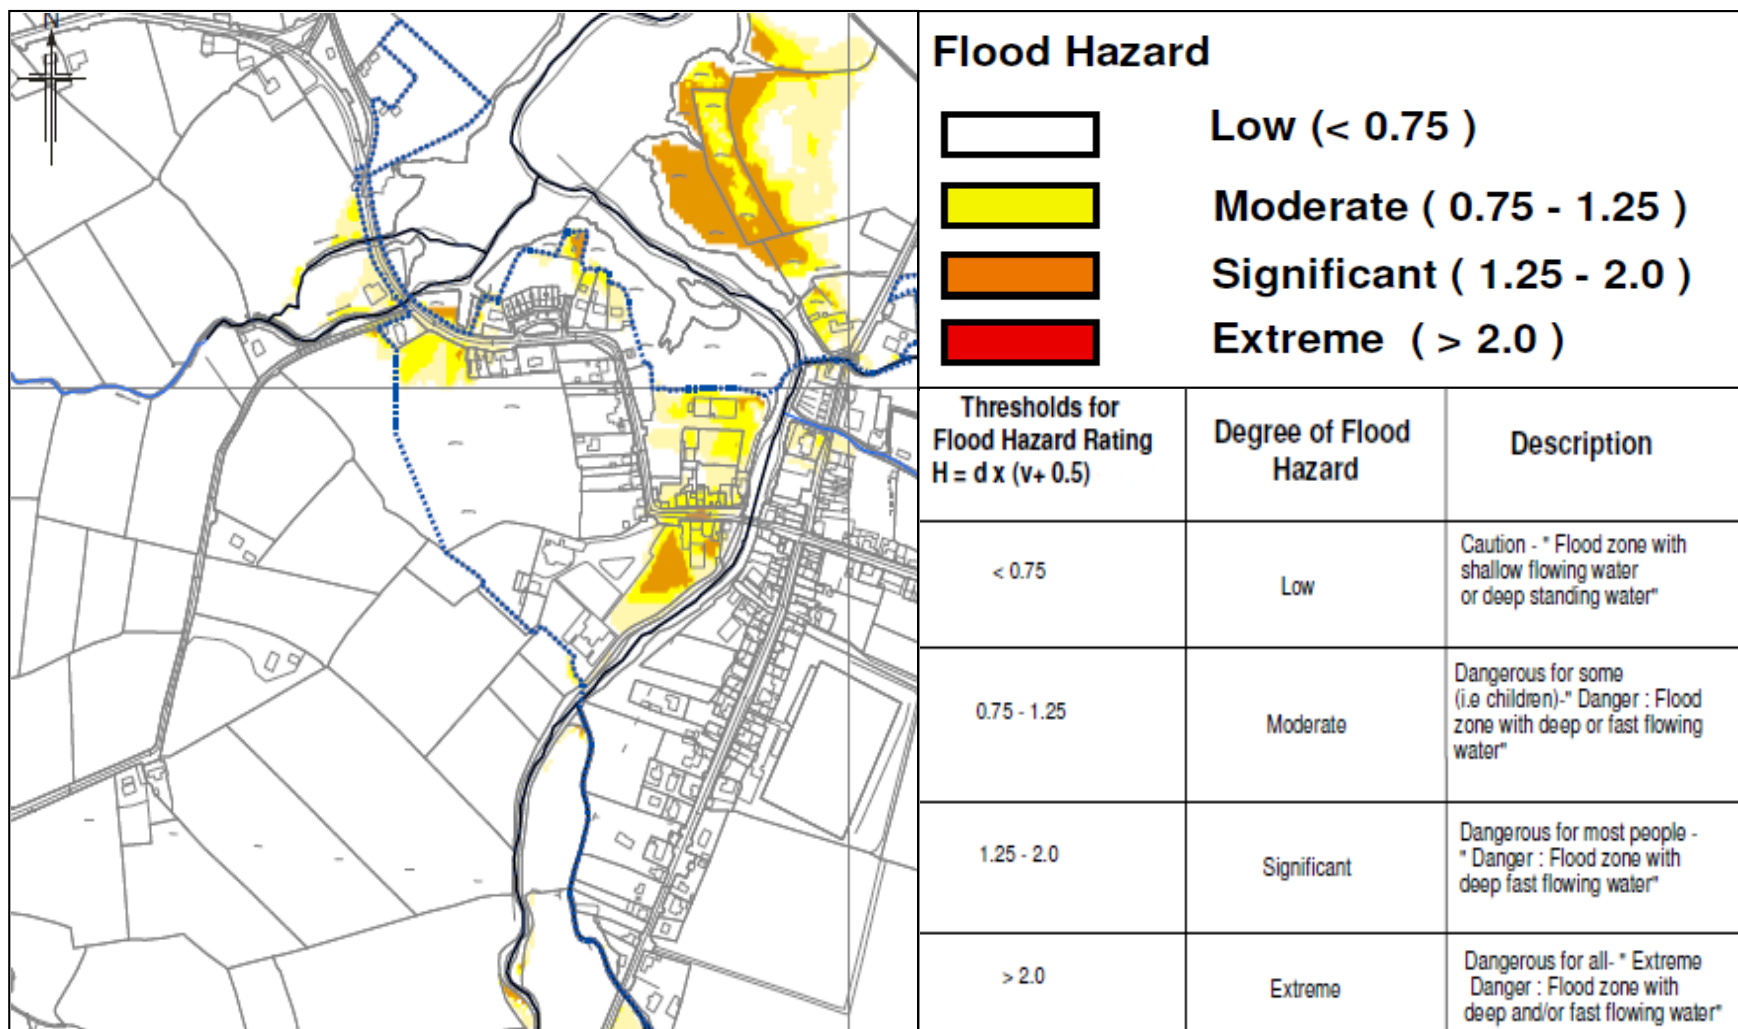 N
Flood Hazard
Low (< 0.75 )
Moderate ( 0.75 - 1.25 )
Significant ( 1.25 - 2.0 )
Extreme ( > 2.0 )
Thresholds for
Flood Hazard Rating
H = d x (v+ 0.5)
Degree of Flood
Hazard
Description
< 0.75
Low
Caution - " Flood zone with
shallow flowing water
or deep standing water"
0.75 - 1.25
Moderate
Dangerous for some
(i.e children)-" Danger : Flood
zone with deep or fast flowing
water"
1.25 - 2.0
Significant
Dangerous for most people -
" Danger : Flood zone with
deep fast flowing water"
> 2.0
Extreme
Dangerous for all- " Extreme
Danger : Flood zone with
deep and/or fast flowing water"